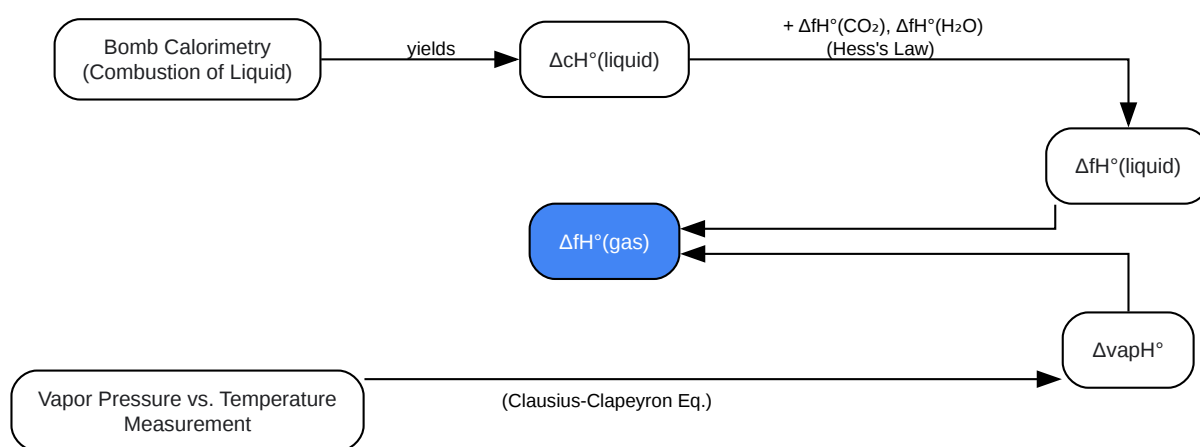 Bomb Calorimetry
(Combustion of Liquid)
yields
ΔcH°(liquid)
+ ΔfH°(CO₂), ΔfH°(H₂O)
(Hess's Law)
ΔfH°(liquid)
ΔfH°(gas)
ΔvapH°
Vapor Pressure vs. Temperature
Measurement
(Clausius-Clapeyron Eq.)